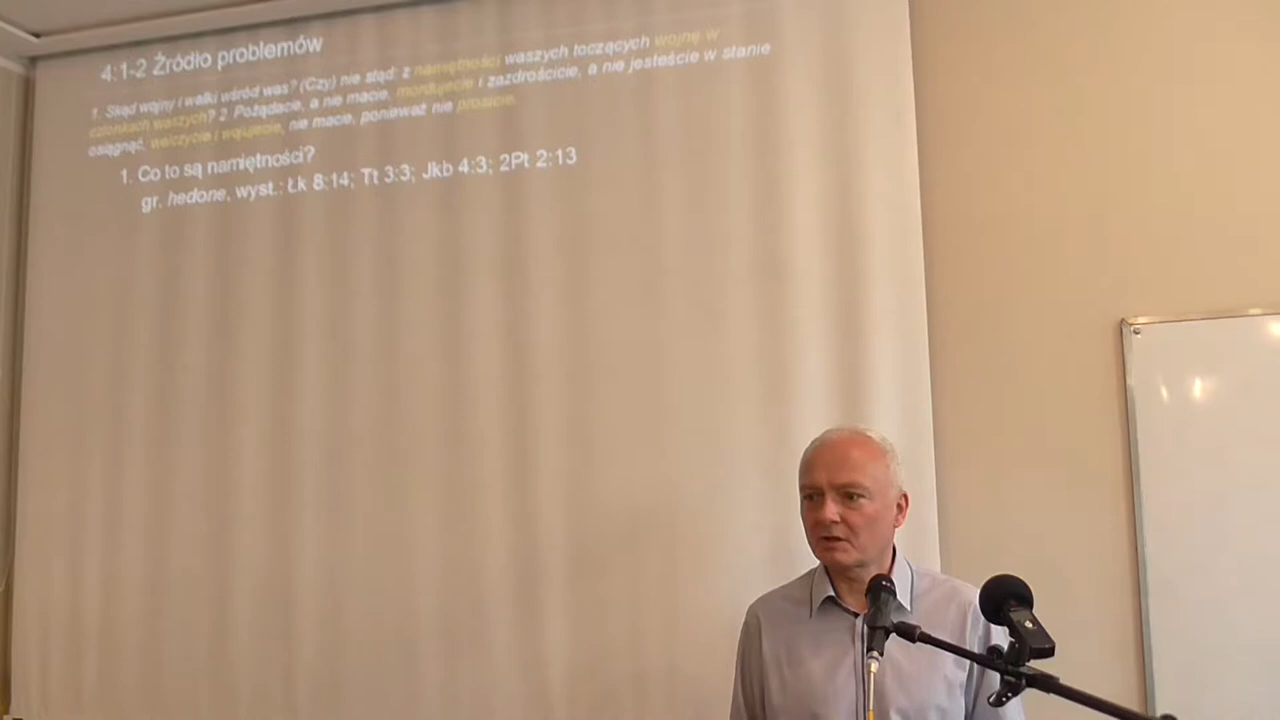 4:1-2 Źródło problemów
1. Skąd wojny i walki wśród was? (Czy) nie stąd: z namiętności waszych toczących wojnę w
członkach waszych? 2 Pożądacie, a nie macie, mordujecie i zazdrościcie, a nie jesteście w stanie
osiągnąć, walczycie i wojujecie, nie macie, ponieważ nie prosicie.
1. Co to są namiętności?
gr. hedone, wyst.: Łk 8:14; Tt 3:3; Jkb 4:3; 2Pt 2:13